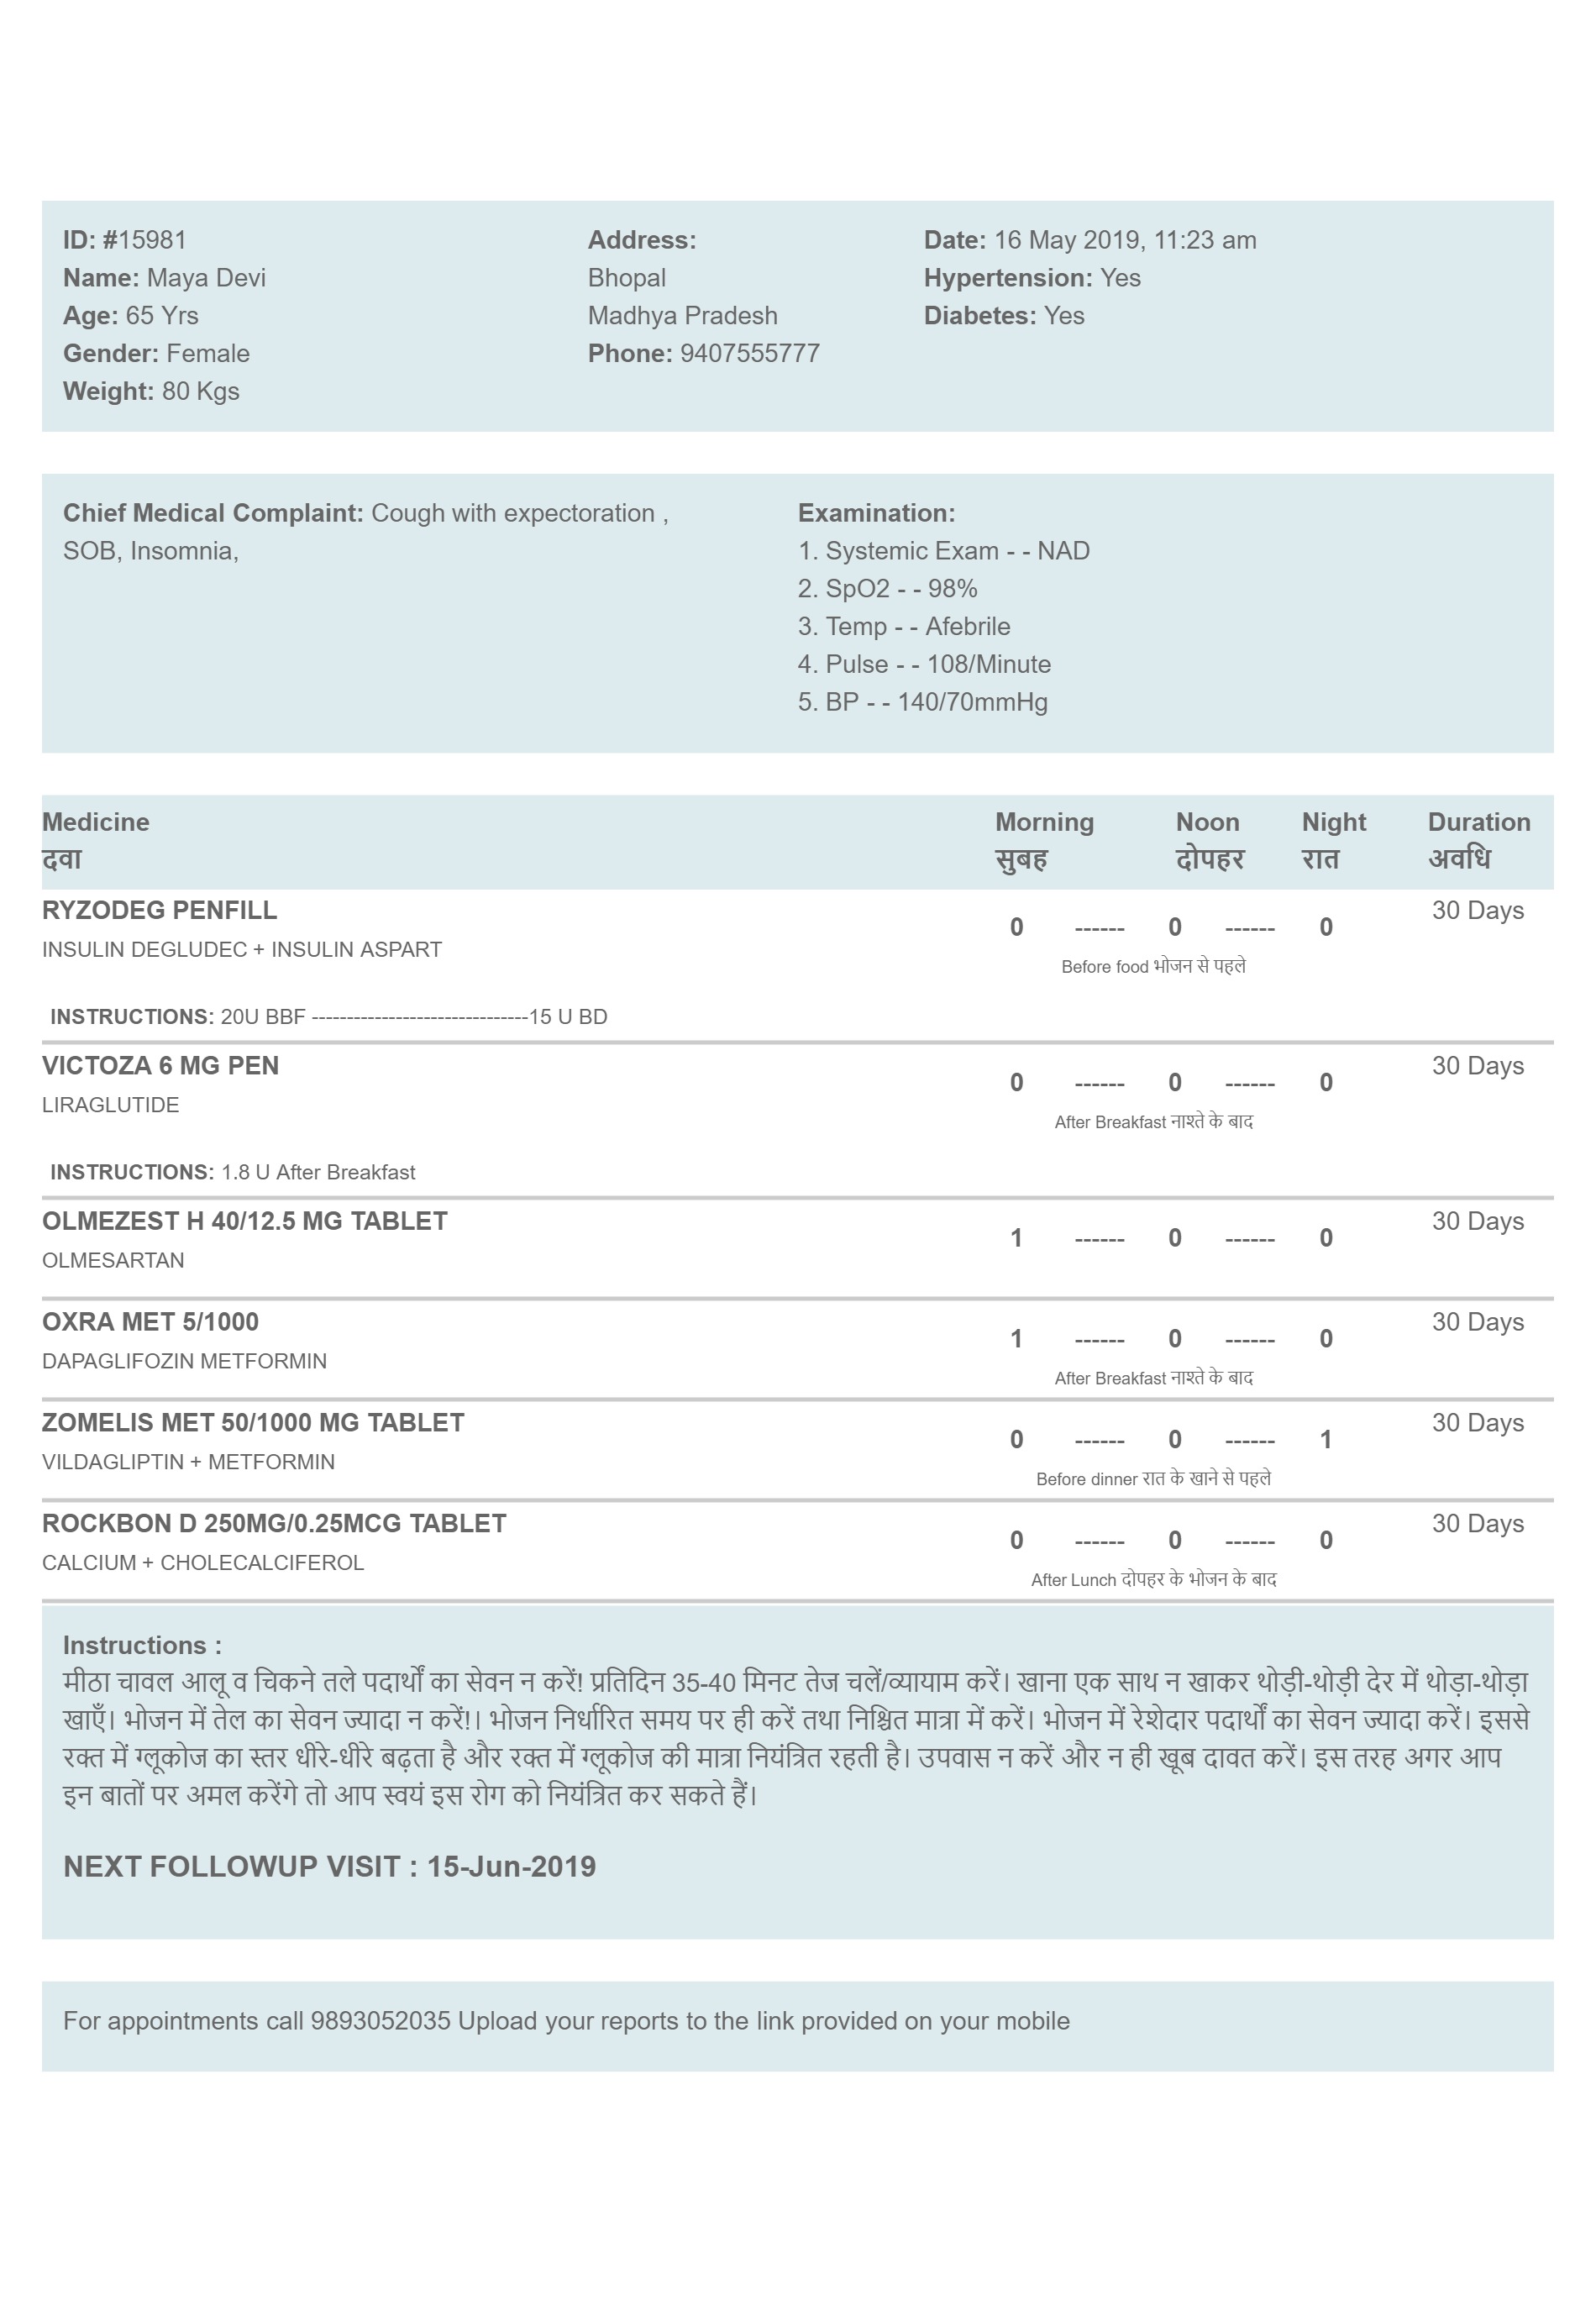 ID: #15981
Name: Maya Devi
Age: 65 Yrs
Gender: Female
Weight: 80 Kgs
Address:
Bhopal
Madhya Pradesh
Phone: 9407555777
Date: 16 May 2019, 11:23 am
Hypertension: Yes
Diabetes: Yes
Chief Medical Complaint: Cough with expectoration ,
SOB, Insomnia,
Examination:
1. Systemic Exam - - NAD
2. SpO2 - - 98%
3. Temp - - Afebrile
4. Pulse - - 108/Minute
5. BP - - 140/70mmHg
Medicine Morning Noon Night Duration
दवा सुबह दोपहर रात अवधि
RYZODEG PENFILL 30 Days
0 ------ 0 ------ 0
INSULIN DEGLUDEC + INSULIN ASPART
Before food भोजन से पहले
INSTRUCTIONS: 20U BBF -------------------------------15 U BD
VICTOZA 6 MG PEN 30 Days
0 ------ 0 ------ 0
LIRAGLUTIDE
After Breakfast नाश्ते के बाद
INSTRUCTIONS: 1.8 U After Breakfast
OLMEZEST H 40/12.5 MG TABLET 30 Days
1 ------ 0 ------ 0
OLMESARTAN
OXRA MET 5/1000 30 Days
1 ------ 0 ------ 0
DAPAGLIFOZIN METFORMIN
After Breakfast नाश्ते के बाद
ZOMELIS MET 50/1000 MG TABLET 30 Days
0 ------ 0 ------ 1
VILDAGLIPTIN + METFORMIN
Before dinner रात के खाने से पहले
ROCKBON D 250MG/0.25MCG TABLET 30 Days
0 ------ 0 ------ 0
CALCIUM + CHOLECALCIFEROL
After Lunch दोपहर के भोजन के बाद
Instructions :
मीठा चावल आलू व चिकने तले पदार्थों का सेवन न करें! प्रतिदिन 35-40 मिनट तेज चलें/व्यायाम करें। खाना एक साथ न खाकर थोड़ी-थोड़ी देर में थोड़ा-थोड़ा
खाएँ। भोजन में तेल का सेवन ज्यादा न करें!। भोजन निर्धारित समय पर ही करें तथा निश्चित मात्रा में करें। भोजन में रेशेदार पदार्थों का सेवन ज्यादा करें। इससे
रक्त में ग्लूकोज का स्तर धीरे-धीरे बढ़ता है और रक्त में ग्लूकोज की मात्रा नियंत्रित रहती है। उपवास न करें और न ही खूब दावत करें। इस तरह अगर आप
इन बातों पर अमल करेंगे तो आप स्वयं इस रोग को नियंत्रित कर सकते हैं।
NEXT FOLLOWUP VISIT : 15-Jun-2019
For appointments call 9893052035 Upload your reports to the link provided on your mobile